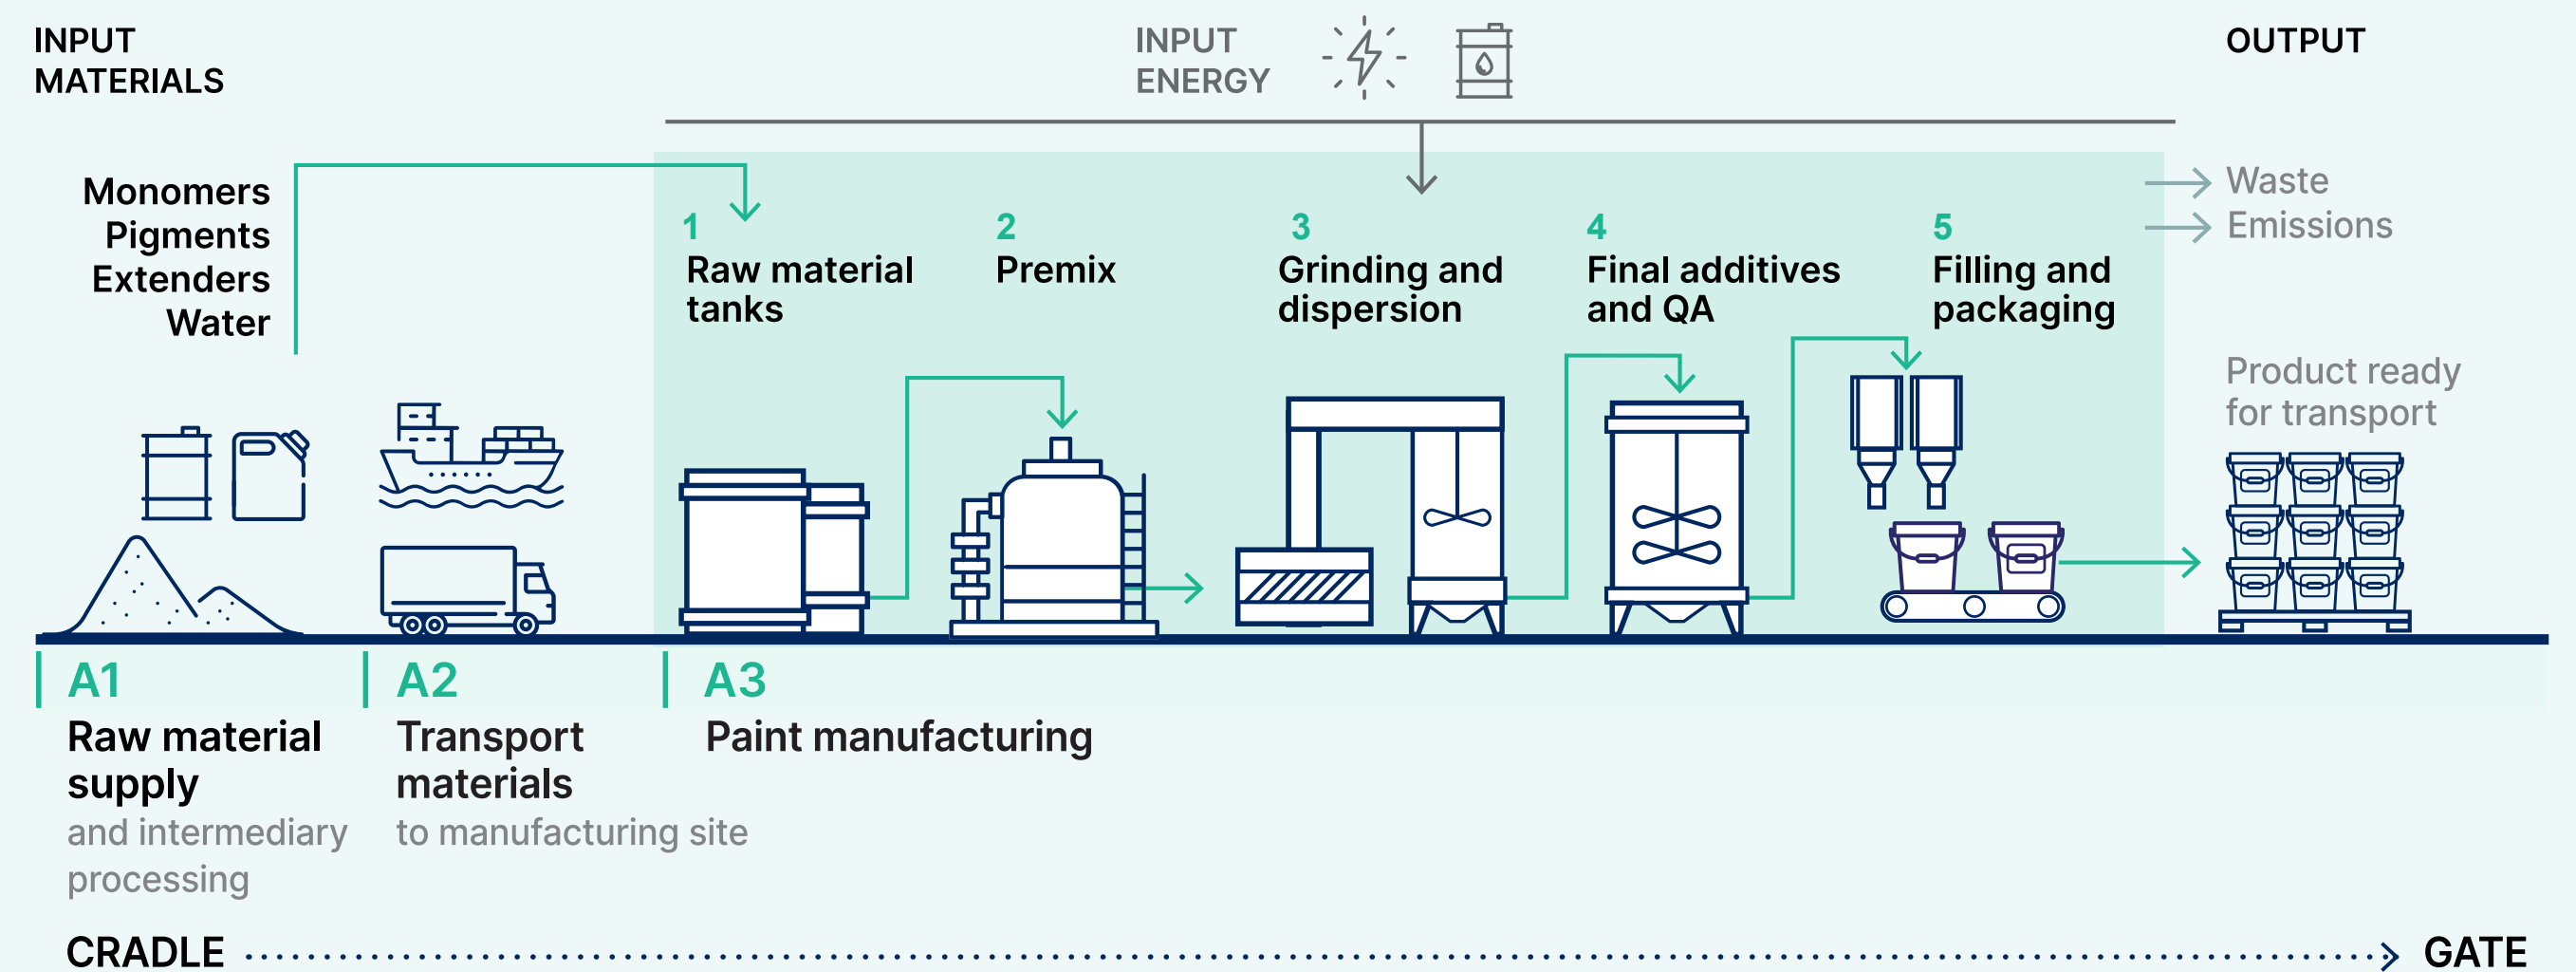 INPUT
MATERIALS
INPUT
ENERGY
OUTPUT
Monomers
Pigments
Extenders
Water
1
Raw material
tanks
2
Premix
3
Grinding and
dispersion
4
Final additives
and QA
5
Filling and
packaging
Waste
Emissions
Product ready
for transport
A1
Raw material
supply
and intermediary
processing
A2
Transport
materials
to manufacturing site
A3
Paint manufacturing
CRADLE
GATE